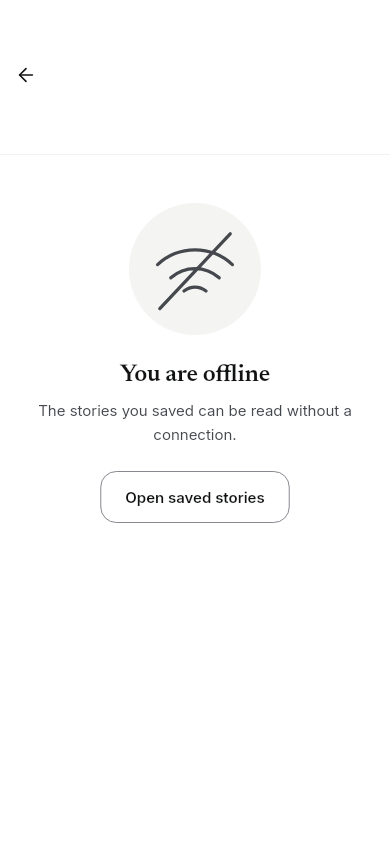 You are offline
The stories you saved can be read without a
connection.
Open saved stories